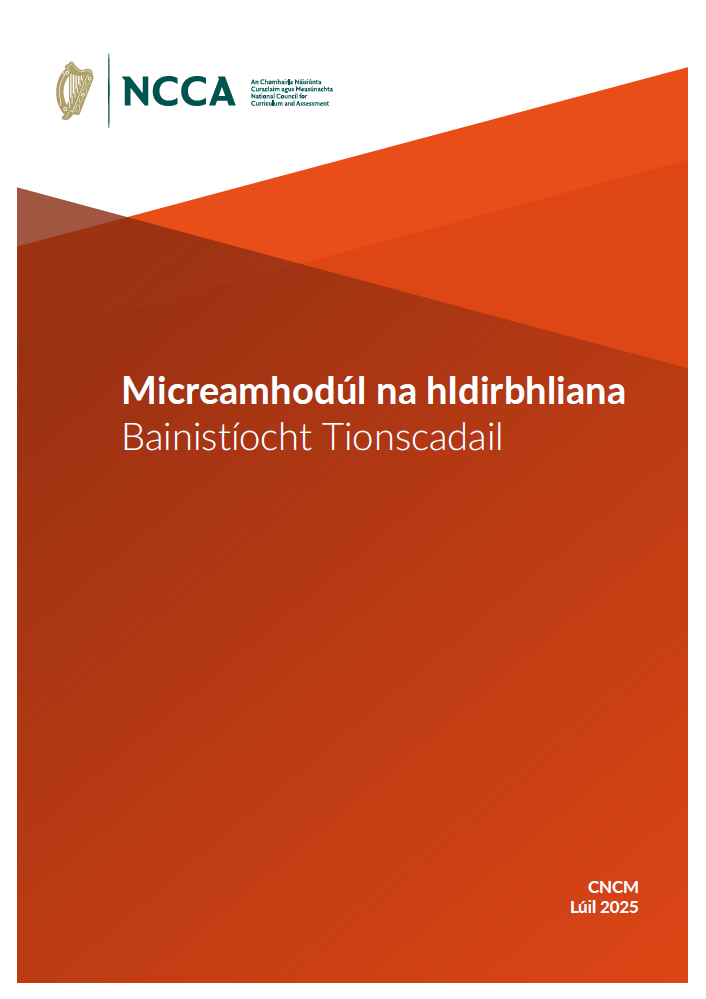 NCCA
An Chomhairle Náisiúnta
Curaclaim agus Measúnachta
National Council for
Curriculum and Assessment
Micreamhodúl na hIdirbhliana
Bainistíocht Tionscadail
CNCM
Lúil 2025